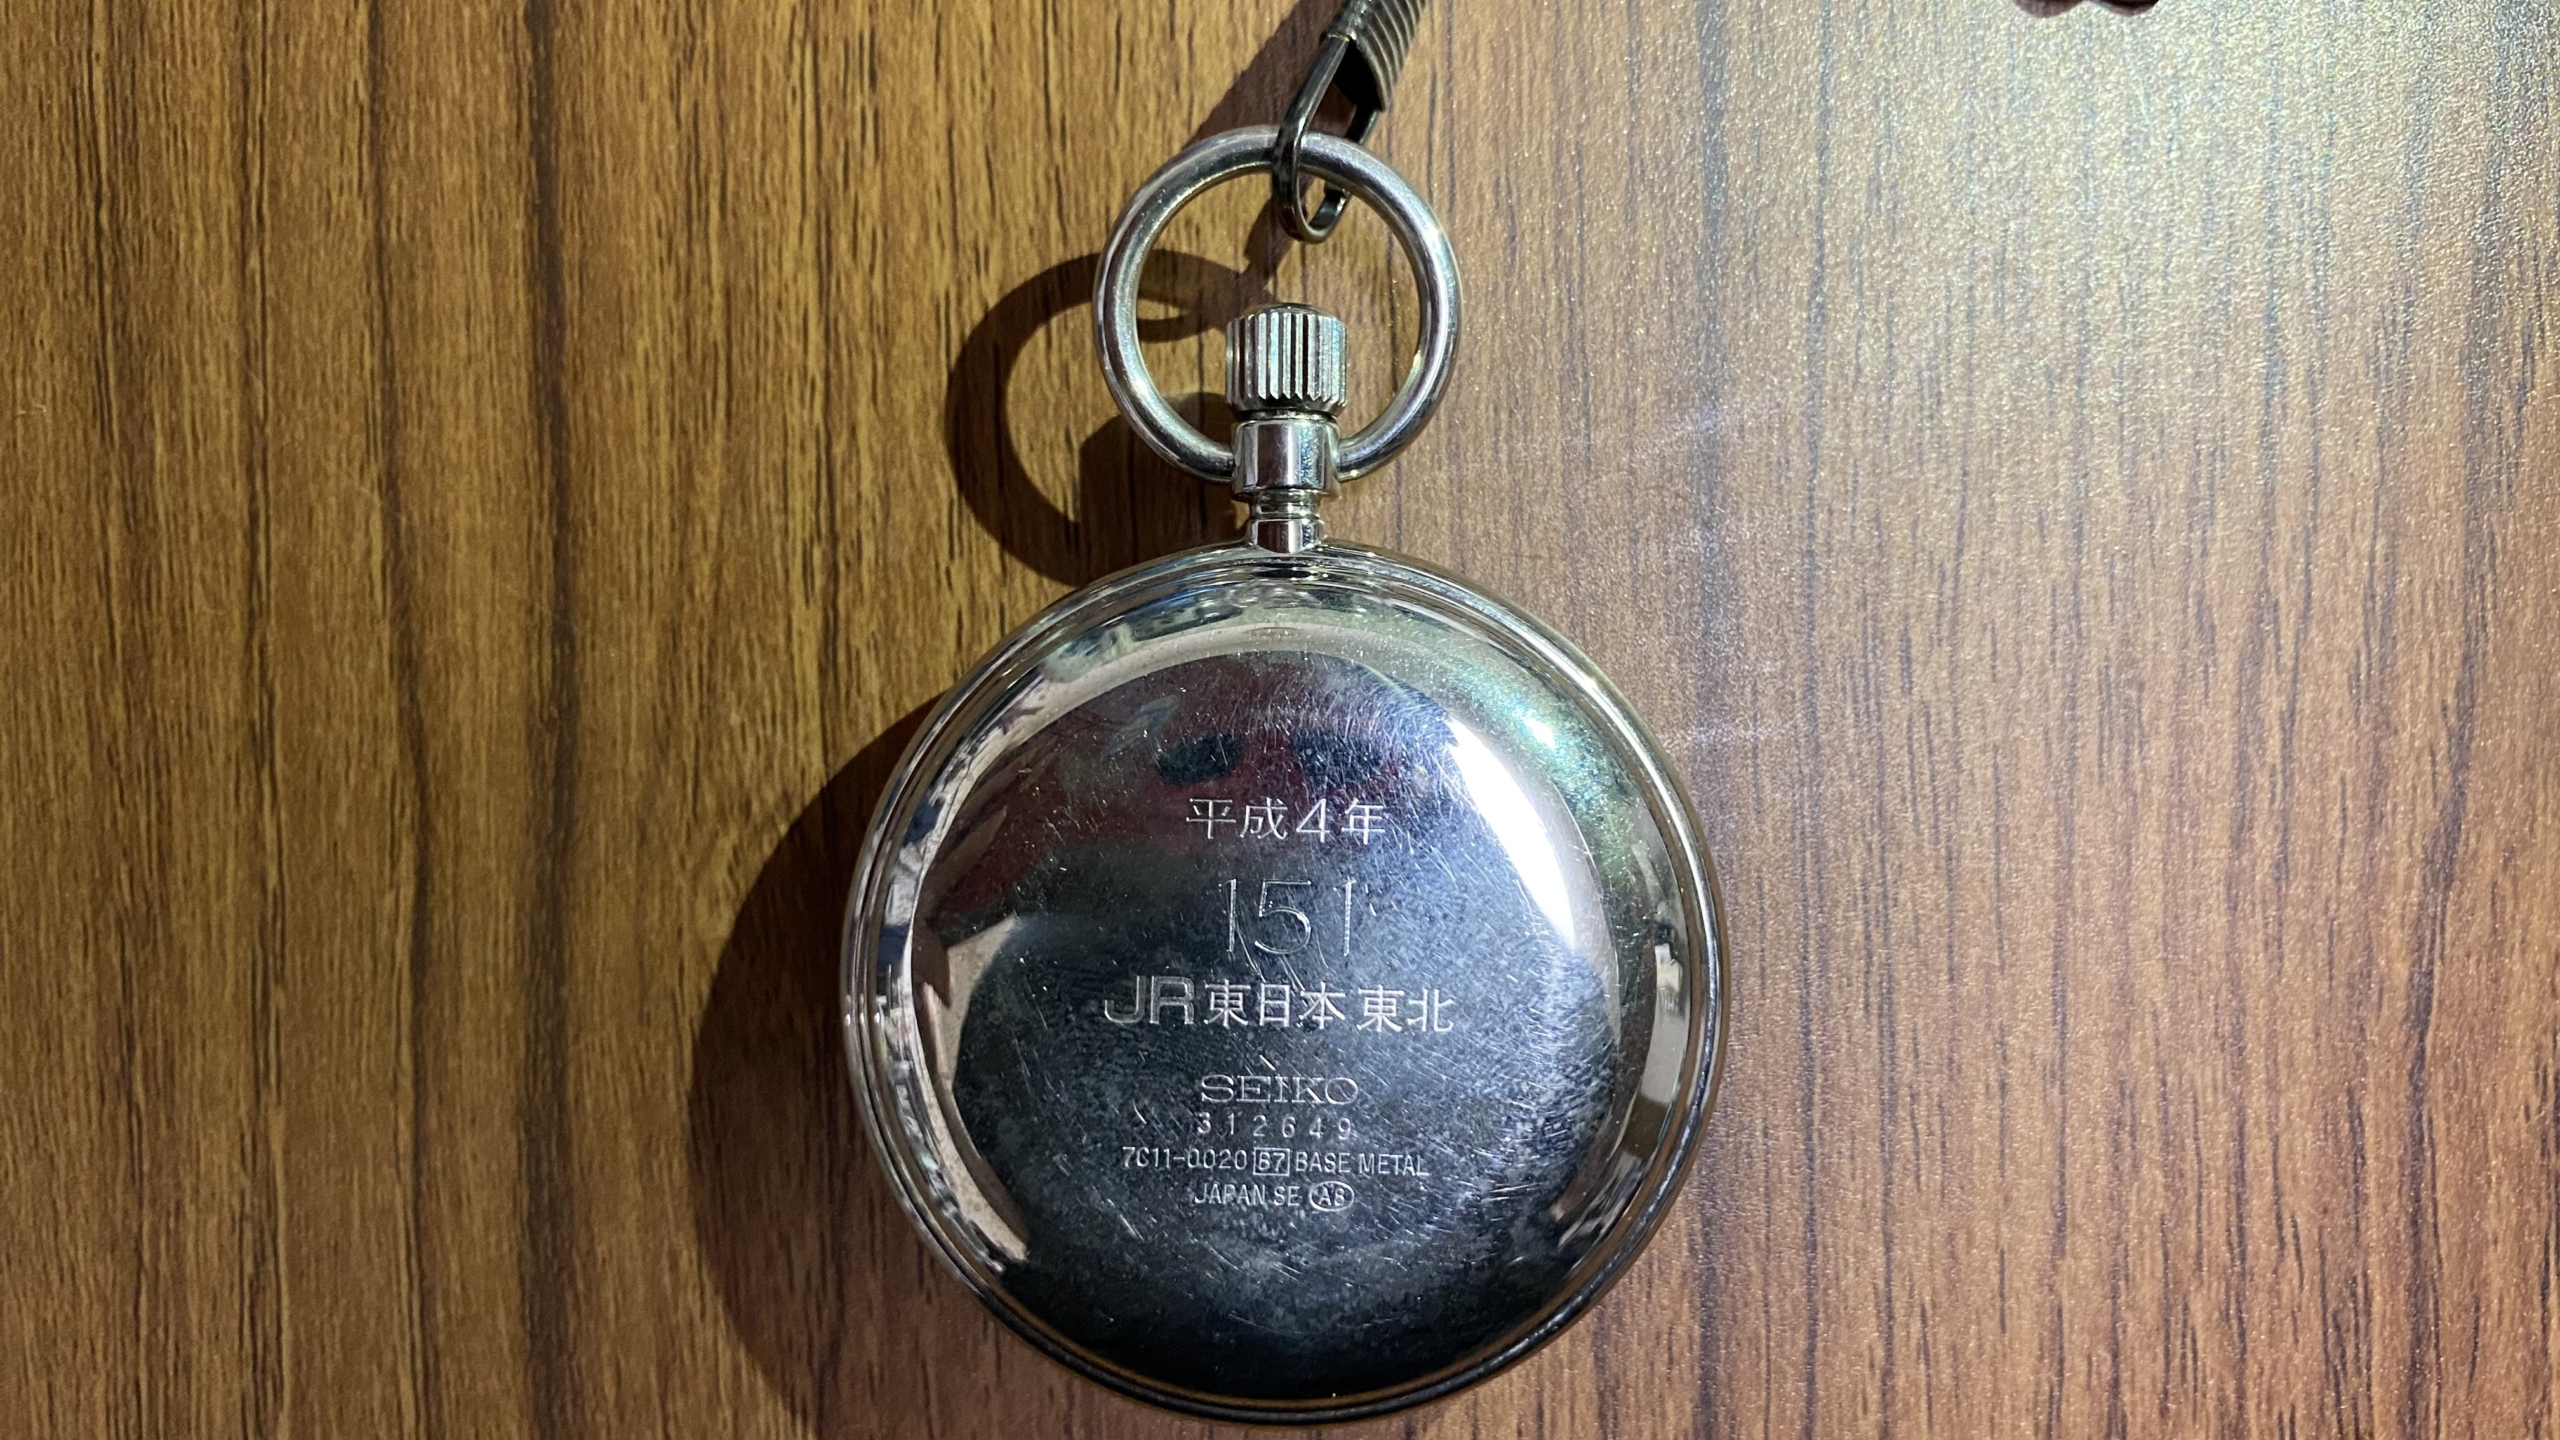 平成4年
151
JR東日本 東北
SEIKO
312649
7C11-0020 B7 BASE METAL
JAPAN SE A8